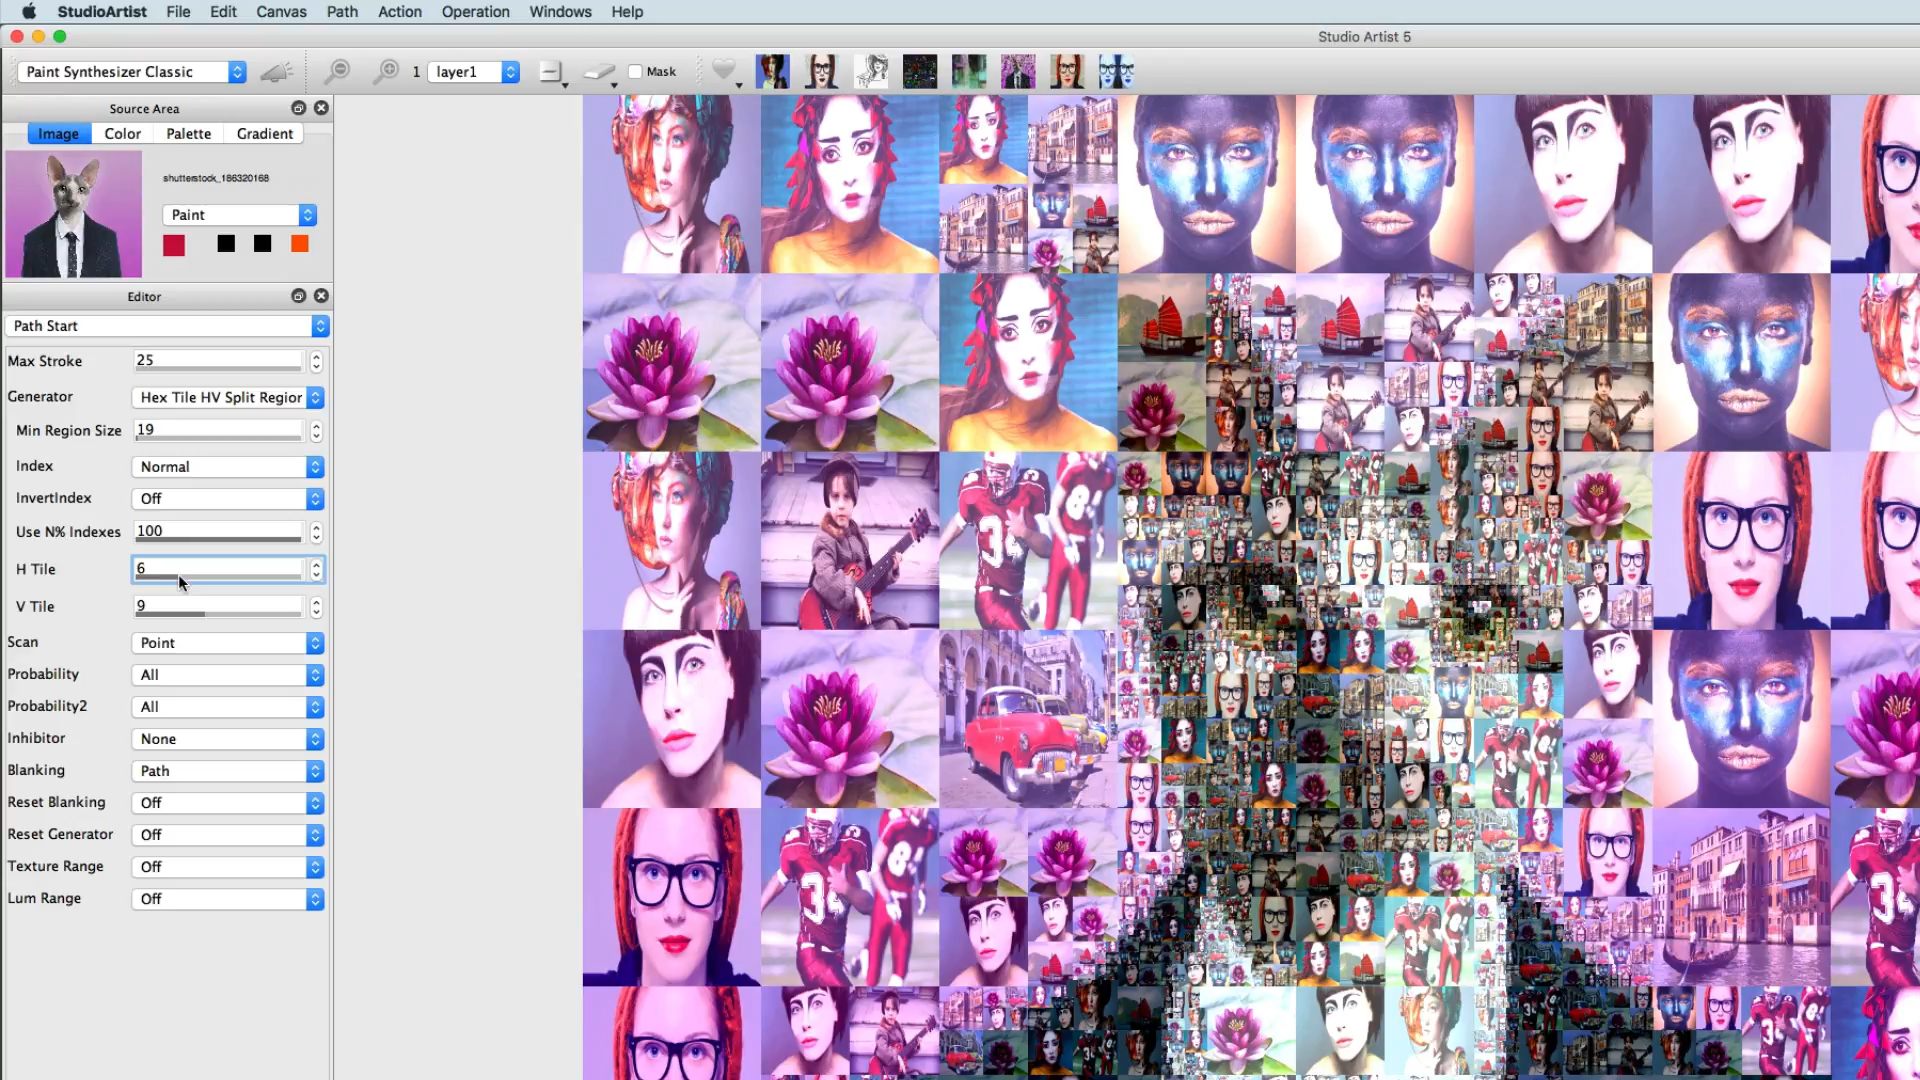 StudioArtist File Edit Canvas Path Action Operation Windows Help
Studio Artist 5
Paint Synthesizer Classic 1 layer1 Mask
Source Area
Image Color Palette Gradient
shutterstock_186320168
Paint
Editor
Path Start
Max Stroke 25
Generator Hex Tile HV Split Region
Min Region Size 19
Index Normal
InvertIndex Off
Use N% Indexes 100
H Tile 6
V Tile 9
Scan Point
Probability All
Probability2 All
Inhibitor None
Blanking Path
Reset Blanking Off
Reset Generator Off
Texture Range Off
Lum Range Off